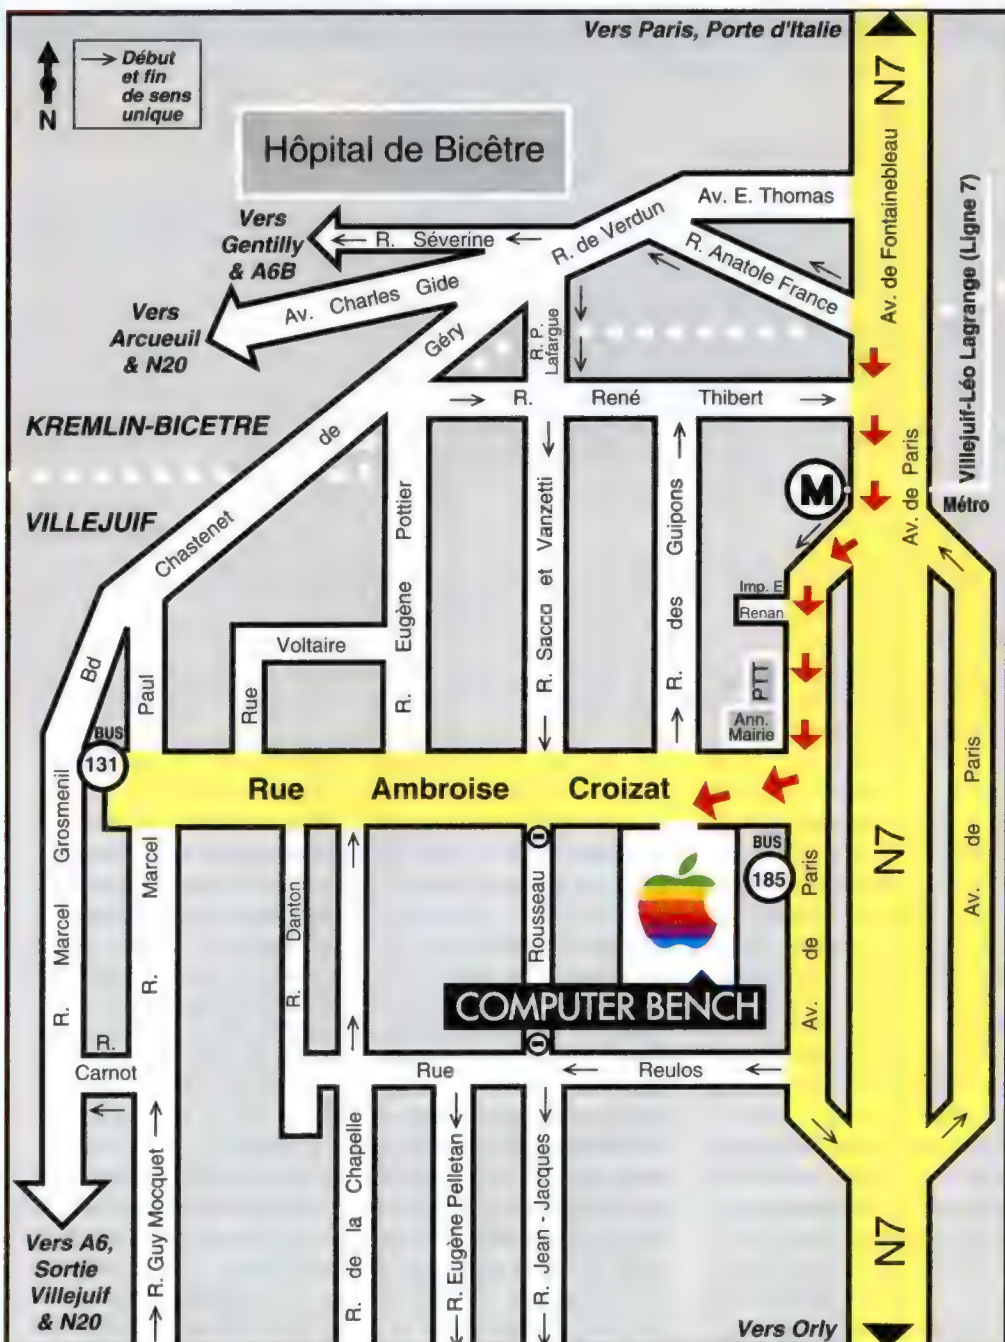 Vers Paris, Porte d'Italie
N7
→ Début
et fin
de sens
unique
N
Hôpital de Bicêtre
Av. E. Thomas
Av. de Fontainebleau
Villejuif-Léo Lagrange (Ligne 7)
Vers
Gentilly
& A6B
R. Séverine
R. de Verdun
R. Anatole France
Av. Charles Gide
Vers
Arcueil
& N20
R. P.
Lafargue
Géry
de
Chastenet
Bd
R. René Thibert
KREMLIN-BICETRE
VILLEJUIF
M
Métro
Av. de Paris
R. Eugène Pottier
R. Sacco et Vanzetti
R. des Guipons
Imp. E
Renan
Voltaire
Rue
Paul
PTT
Ann.
Mairie
BUS
131
Rue Ambroise Croizat
BUS
185
R. Marcel Grosmenil
R. Marcel
R. Danton
Rousseau
Av. de Paris
N7
Av. de Paris
COMPUTER BENCH
R.
Carnot
Rue Reulos
R. Guy Mocquet
R. de la Chapelle
R. Eugène Pelletan
R. Jean - Jacques
N7
Vers A6,
Sortie
Villejuif
& N20
Vers Orly